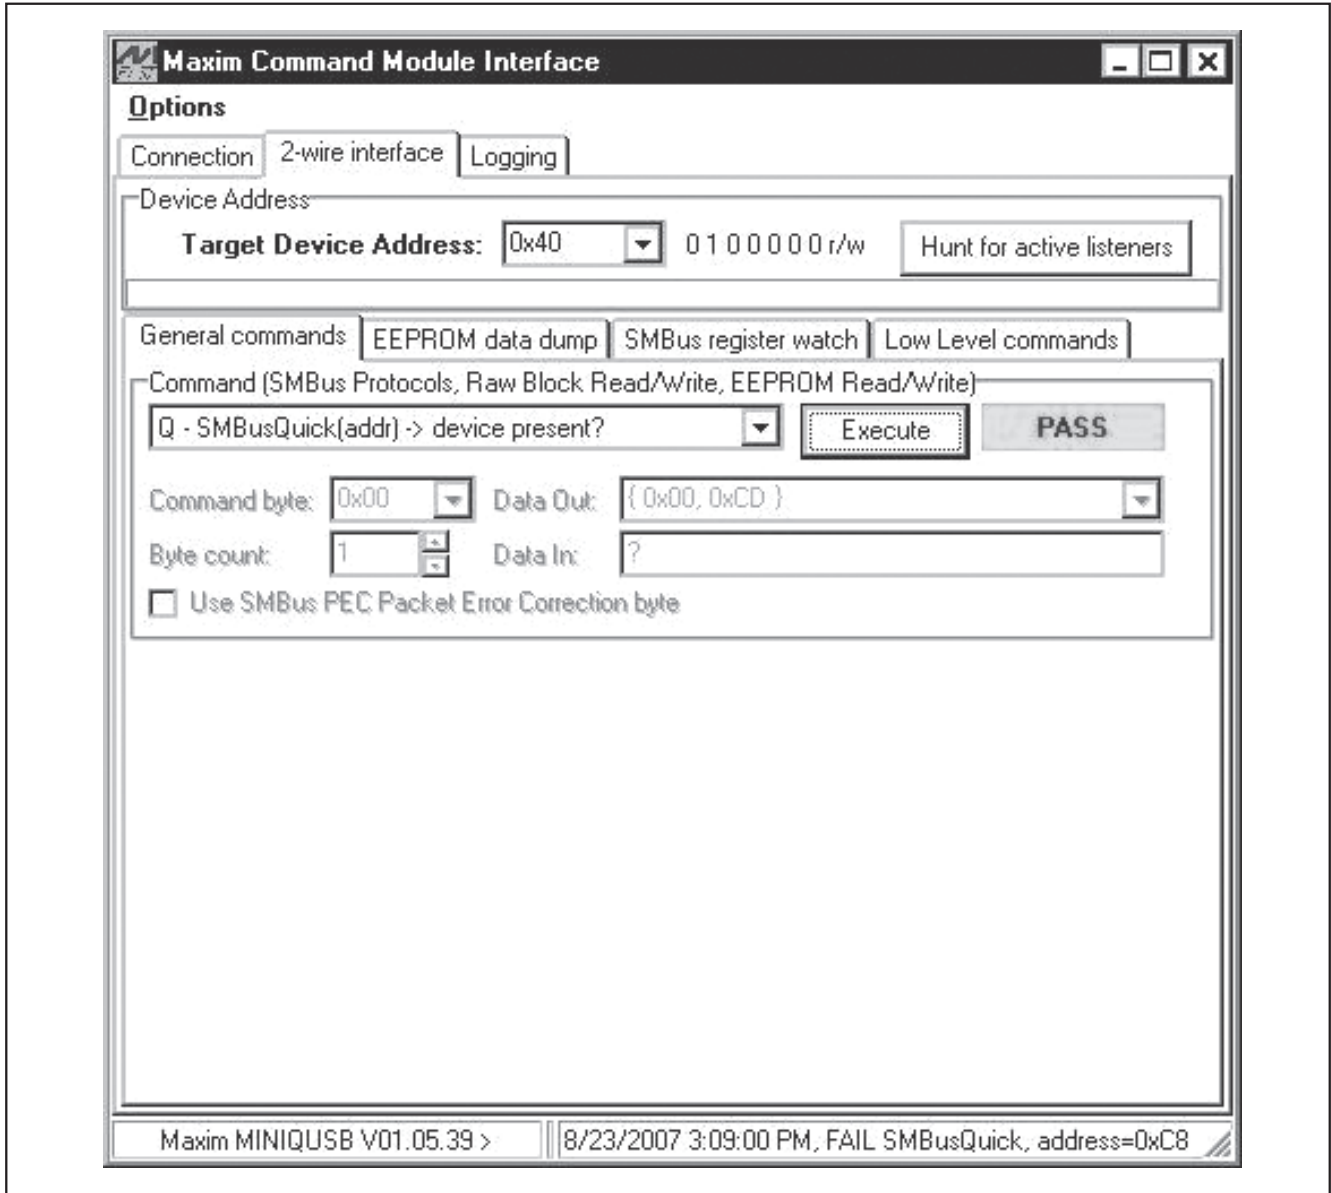 Maxim Command Module Interface
Options
Connection 2-wire interface Logging
Device Address
Target Device Address: 0x40 0 1 0 0 0 0 0 r/w Hunt for active listeners
General commands EEPROM data dump SMBus register watch Low Level commands
Command (SMBus Protocols, Raw Block Read/Write, EEPROM Read/Write)
Q - SMBusQuick(addr) -> device present? Execute PASS
Command byte: 0x00 Data Out: { 0x00, 0xCD }
Byte count: 1 Data In: ?
Use SMBus PEC Packet Error Correction byte
Maxim MINIQUSB V01.05.39 > 8/23/2007 3:09:00 PM, FAIL SMBusQuick, address=0xC8